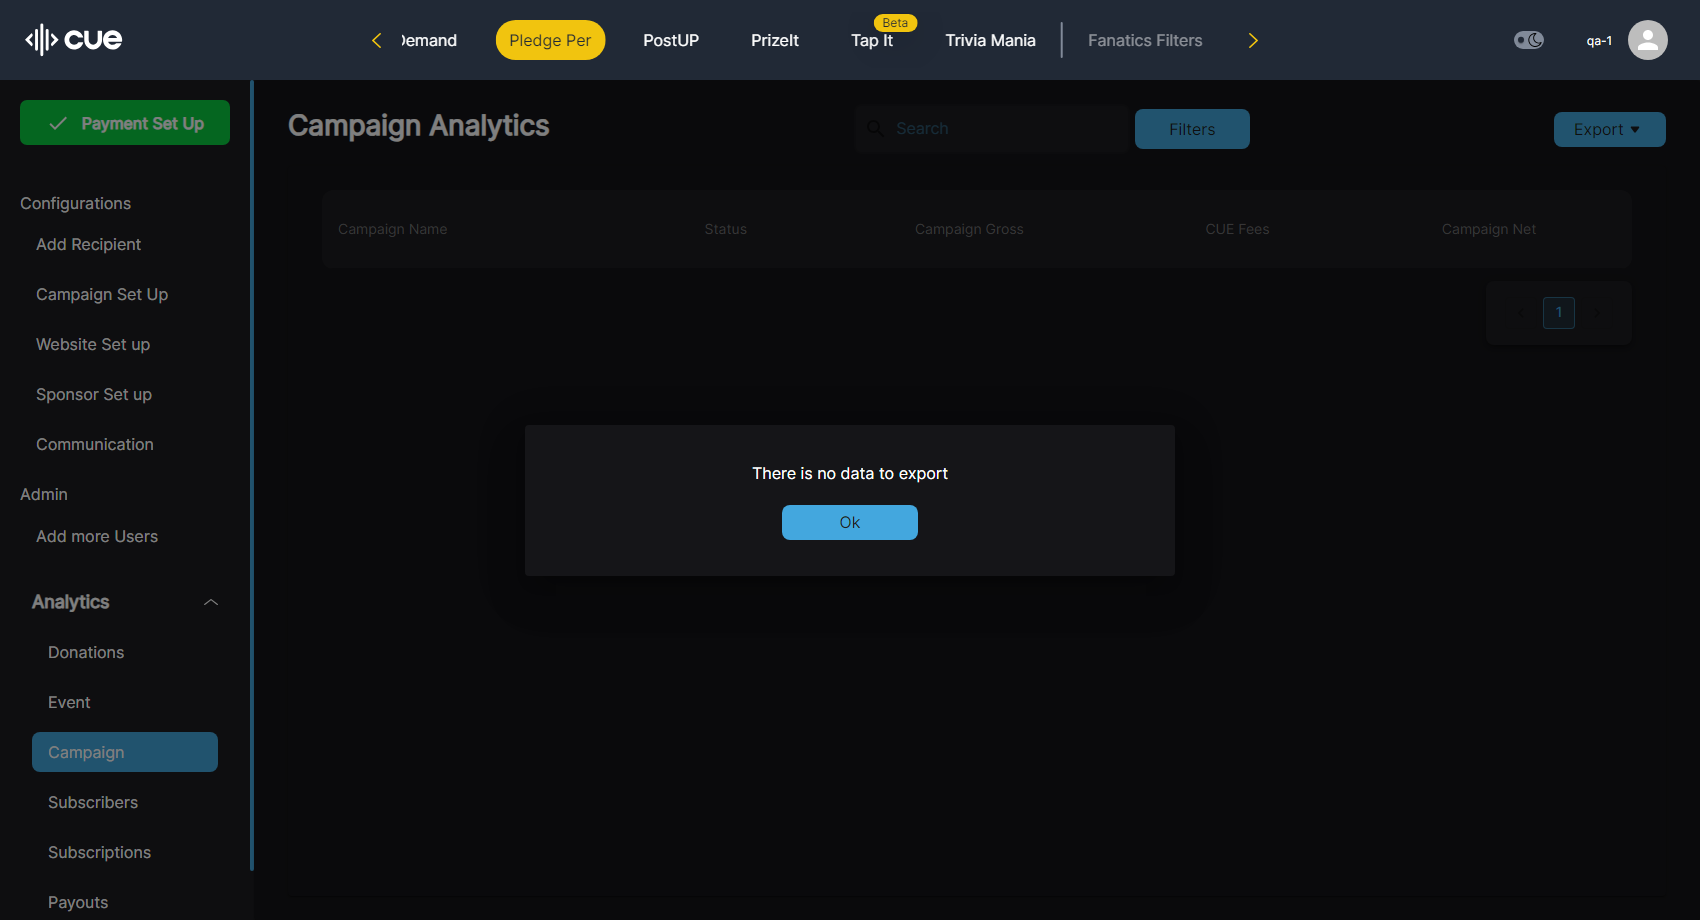 cue
Demand
Pledge Per
PostUP
PrizeIt
Beta
Tap It
Trivia Mania
Fanatics Filters
qa-1
Payment Set Up
Configurations
Add Recipient
Campaign Set Up
Website Set up
Sponsor Set up
Communication
Admin
Add more Users
Analytics
Donations
Event
Campaign
Subscribers
Subscriptions
Payouts
Campaign Analytics
Search
Filters
Export
Campaign Name
Status
Campaign Gross
CUE Fees
Campaign Net
1
There is no data to export
Ok